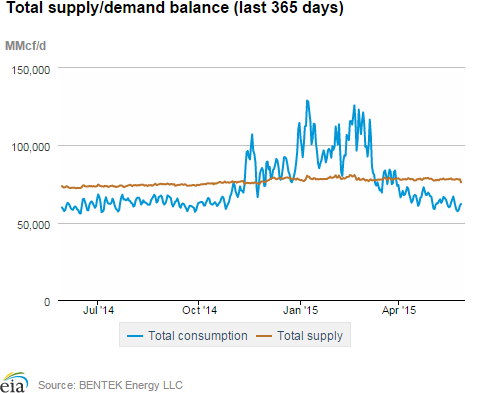 Total supply/demand balance (last 365 days)
MMcf/d
150,000
100,000
50,000
0
Jul '14 Oct '14 Jan '15 Apr '15
Total consumption Total supply
eia Source: BENTEK Energy LLC